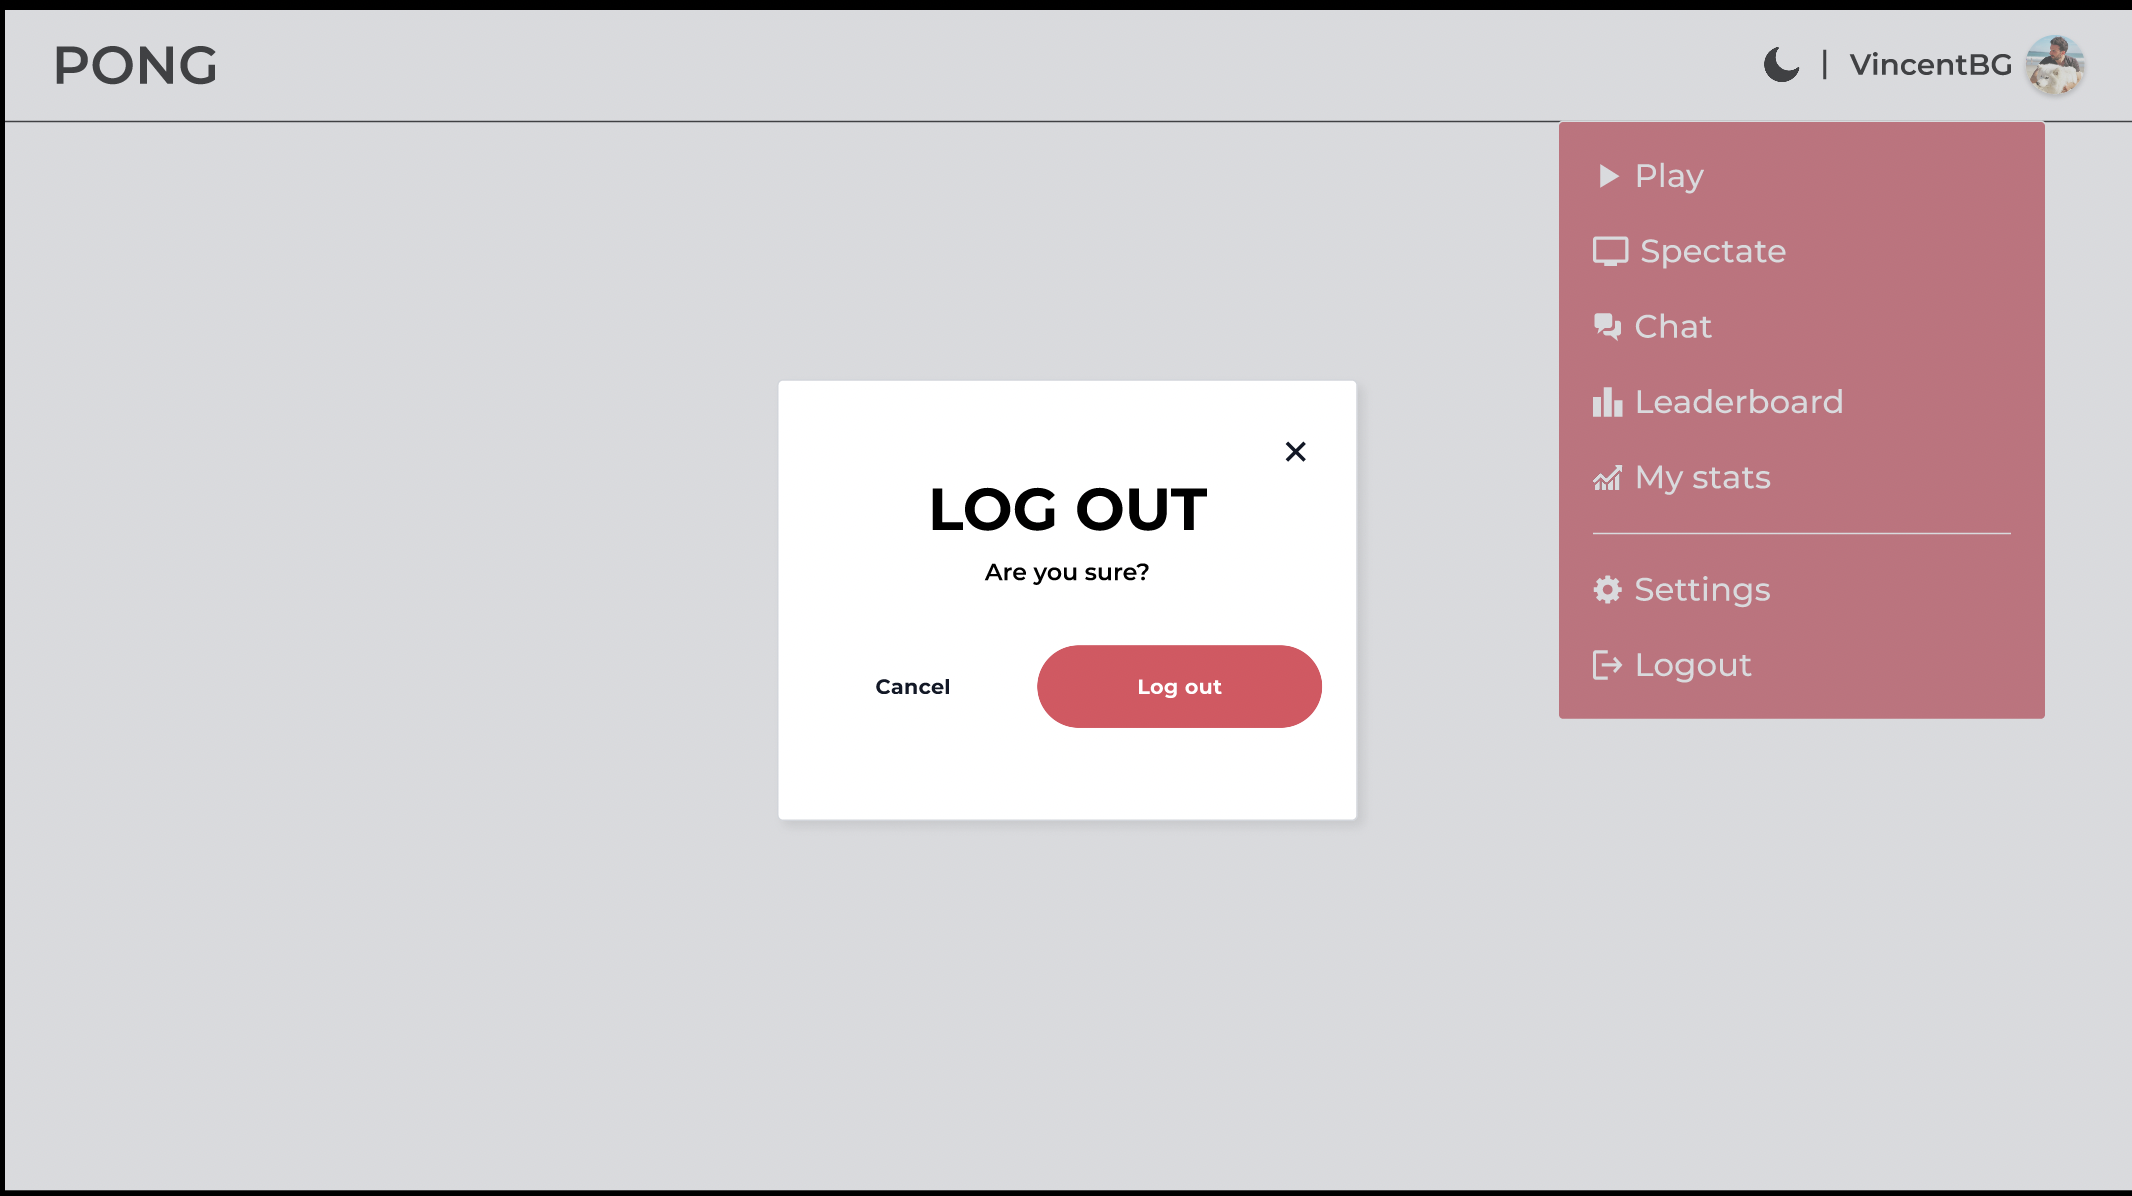 PONG
| VincentBG
Play
Spectate
Chat
Leaderboard
My stats
Settings
Logout
LOG OUT
Are you sure?
Cancel
Log out